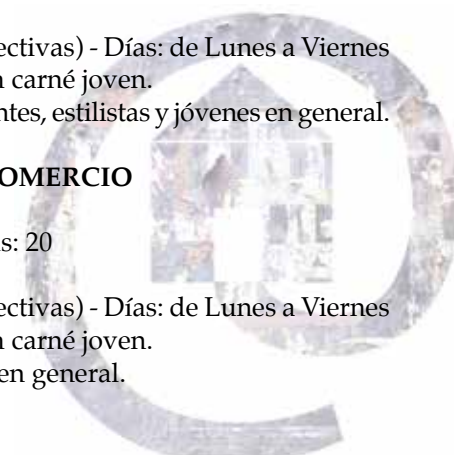 ectivas) - Días: de Lunes a Viernes
carné joven.
ntes, estilistas y jóvenes en general.
OMERCIO
s: 20
ectivas) - Días: de Lunes a Viernes
carné joven.
en general.